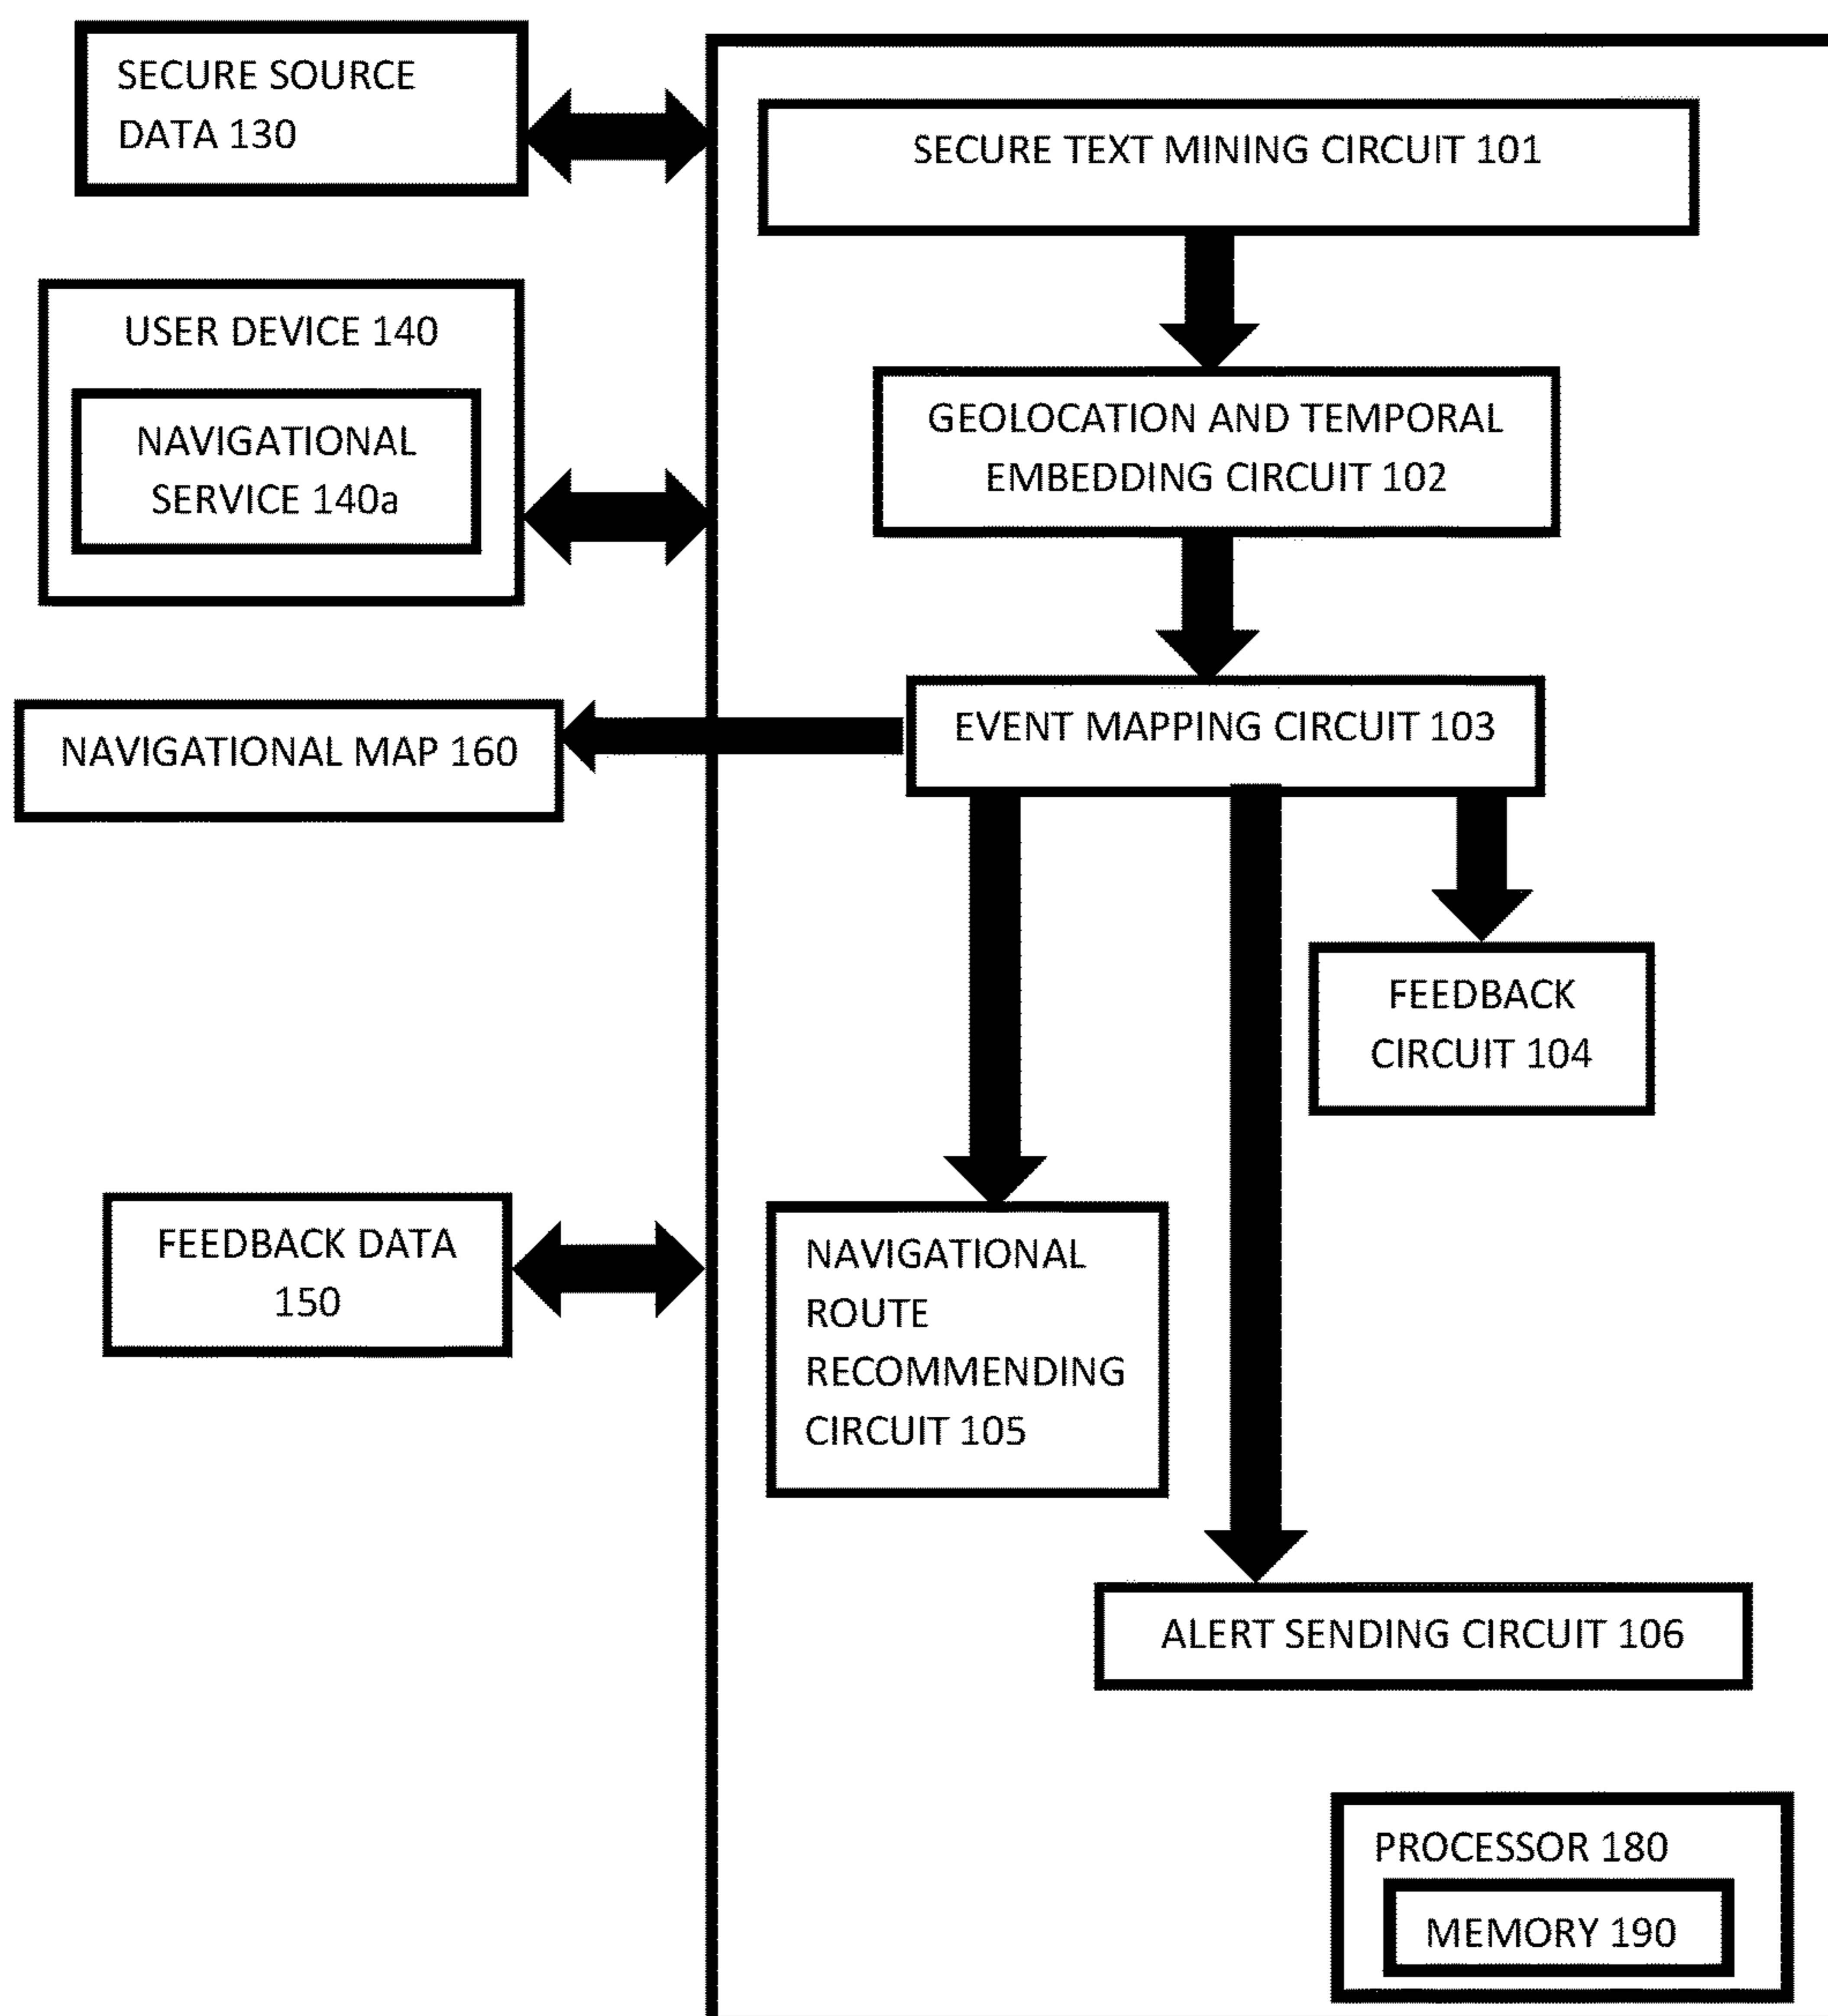 SECURE SOURCE
DATA 130
SECURE TEXT MINING CIRCUIT 101
USER DEVICE 140
NAVIGATIONAL
SERVICE 140a
GEOLOCATION AND TEMPORAL
EMBEDDING CIRCUIT 102
NAVIGATIONAL MAP 160
EVENT MAPPING CIRCUIT 103
FEEDBACK
CIRCUIT 104
FEEDBACK DATA
150
NAVIGATIONAL
ROUTE
RECOMMENDING
CIRCUIT 105
ALERT SENDING CIRCUIT 106
PROCESSOR 180
MEMORY 190